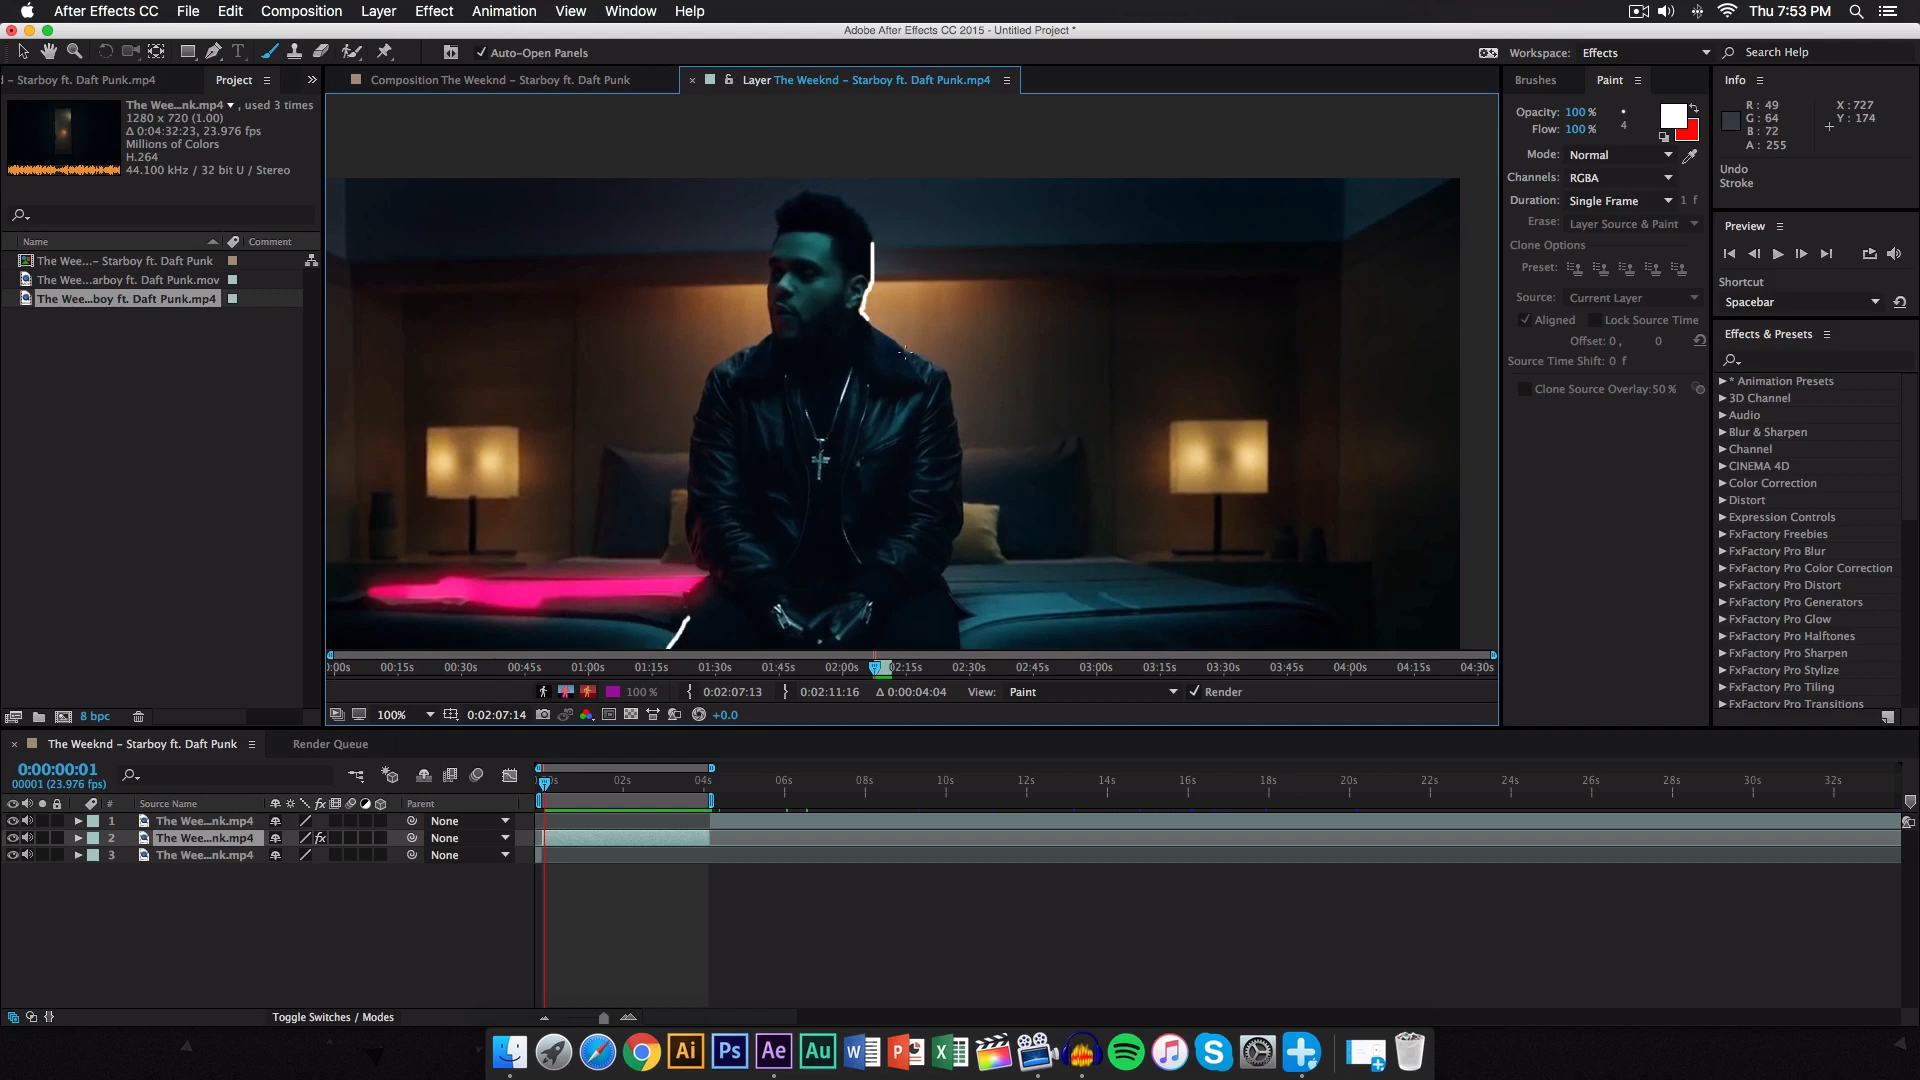 After Effects CC File Edit Composition Layer Effect Animation View Window Help
Thu 7:53 PM
Adobe After Effects CC 2015 - Untitled Project *
Auto-Open Panels
Workspace: Effects
Search Help
– Starboy ft. Daft Punk.mp4)
Project
Composition The Weeknd – Starboy ft. Daft Punk
Layer The Weeknd – Starboy ft. Daft Punk.mp4
The Wee...nk.mp4 , used 3 times
1280 x 720 (1.00)
Δ 0:04:32:23, 23.976 fps
Millions of Colors
H.264
44.100 kHz / 32 bit U / Stereo
Name Comment
The Wee...– Starboy ft. Daft Punk
The Wee...arboy ft. Daft Punk.mov
The Wee...boy ft. Daft Punk.mp4
8 bpc
:00s 00:15s 00:30s 00:45s 01:00s 01:15s 01:30s 01:45s 02:00s 02:15s 02:30s 02:45s 03:00s 03:15s 03:30s 03:45s 04:00s 04:15s 04:30s
100 % 0:02:07:13 0:02:11:16 Δ 0:00:04:04 View: Paint Render
100% 0:02:07:14 +0.0
Brushes Paint
Opacity: 100 %
Flow: 100 %
4
Mode: Normal
Channels: RGBA
Duration: Single Frame 1 f
Erase: Layer Source & Paint
Clone Options
Preset:
Source: Current Layer
Aligned Lock Source Time
Offset: 0 , 0
Source Time Shift: 0 f
Clone Source Overlay: 50 %
Info
R : 49
G : 64
B : 72
A : 255
X : 727
Y : 174
Undo
Stroke
Preview
Shortcut
Spacebar
Effects & Presets
* Animation Presets
3D Channel
Audio
Blur & Sharpen
Channel
CINEMA 4D
Color Correction
Distort
Expression Controls
FxFactory Freebies
FxFactory Pro Blur
FxFactory Pro Color Correction
FxFactory Pro Distort
FxFactory Pro Generators
FxFactory Pro Glow
FxFactory Pro Halftones
FxFactory Pro Sharpen
FxFactory Pro Stylize
FxFactory Pro Tiling
FxFactory Pro Transitions
The Weeknd – Starboy ft. Daft Punk
Render Queue
0:00:00:01
00001 (23.976 fps)
02s 04s 06s 08s 10s 12s 14s 16s 18s 20s 22s 24s 26s 28s 30s 32s
# Source Name fx Parent
1 The Wee...nk.mp4 None
2 The Wee...nk.mp4 fx None
3 The Wee...nk.mp4 None
Toggle Switches / Modes
Ai Ps Ae Au W P X S